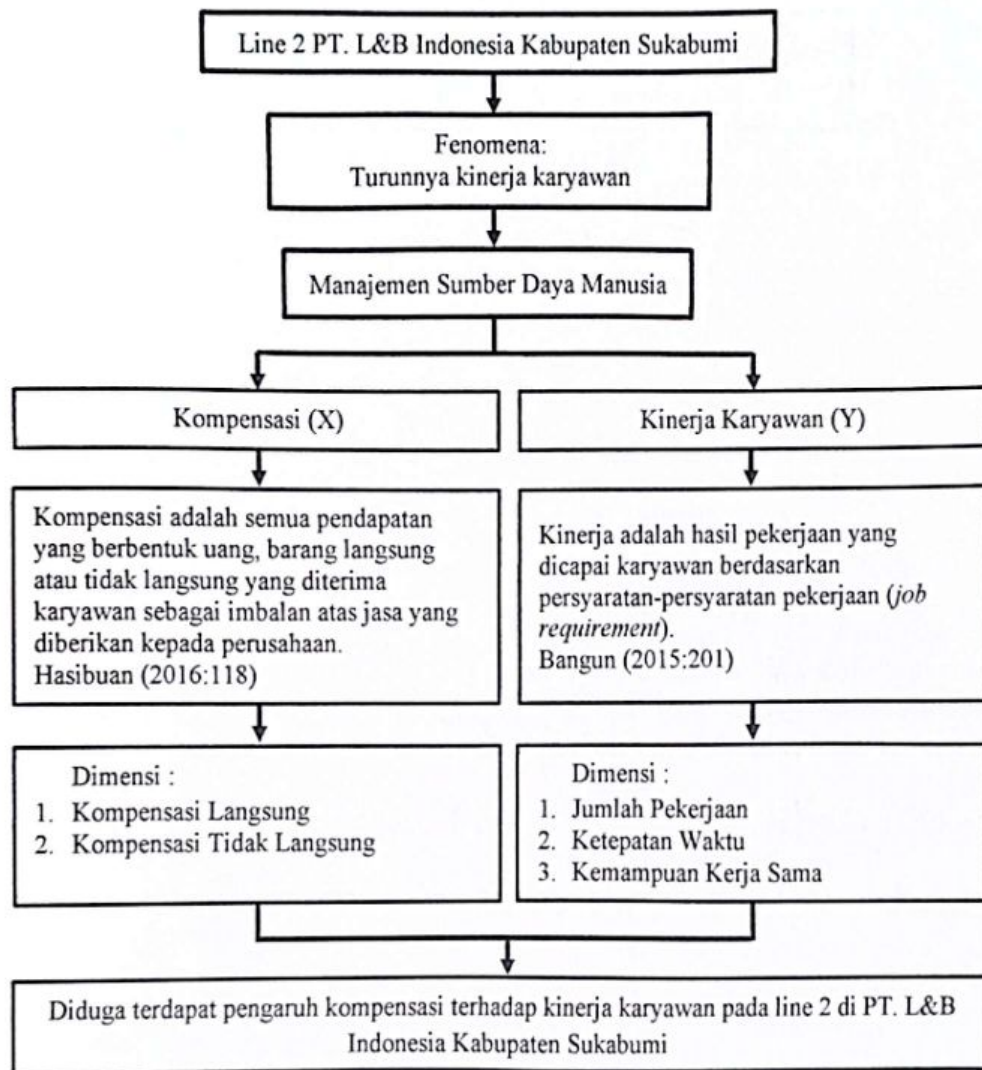 Line 2 PT. L&B Indonesia Kabupaten Sukabumi
Fenomena:
Turunnya kinerja karyawan
Manajemen Sumber Daya Manusia
Kompensasi (X)
Kinerja Karyawan (Y)
Kompensasi adalah semua pendapatan
yang berbentuk uang, barang langsung
atau tidak langsung yang diterima
karyawan sebagai imbalan atas jasa yang
diberikan kepada perusahaan.
Hasibuan (2016:118)
Kinerja adalah hasil pekerjaan yang
dicapai karyawan berdasarkan
persyaratan-persyaratan pekerjaan (job
requirement).
Bangun (2015:201)
Dimensi :
1. Kompensasi Langsung
2. Kompensasi Tidak Langsung
Dimensi :
1. Jumlah Pekerjaan
2. Ketepatan Waktu
3. Kemampuan Kerja Sama
Diduga terdapat pengaruh kompensasi terhadap kinerja karyawan pada line 2 di PT. L&B
Indonesia Kabupaten Sukabumi